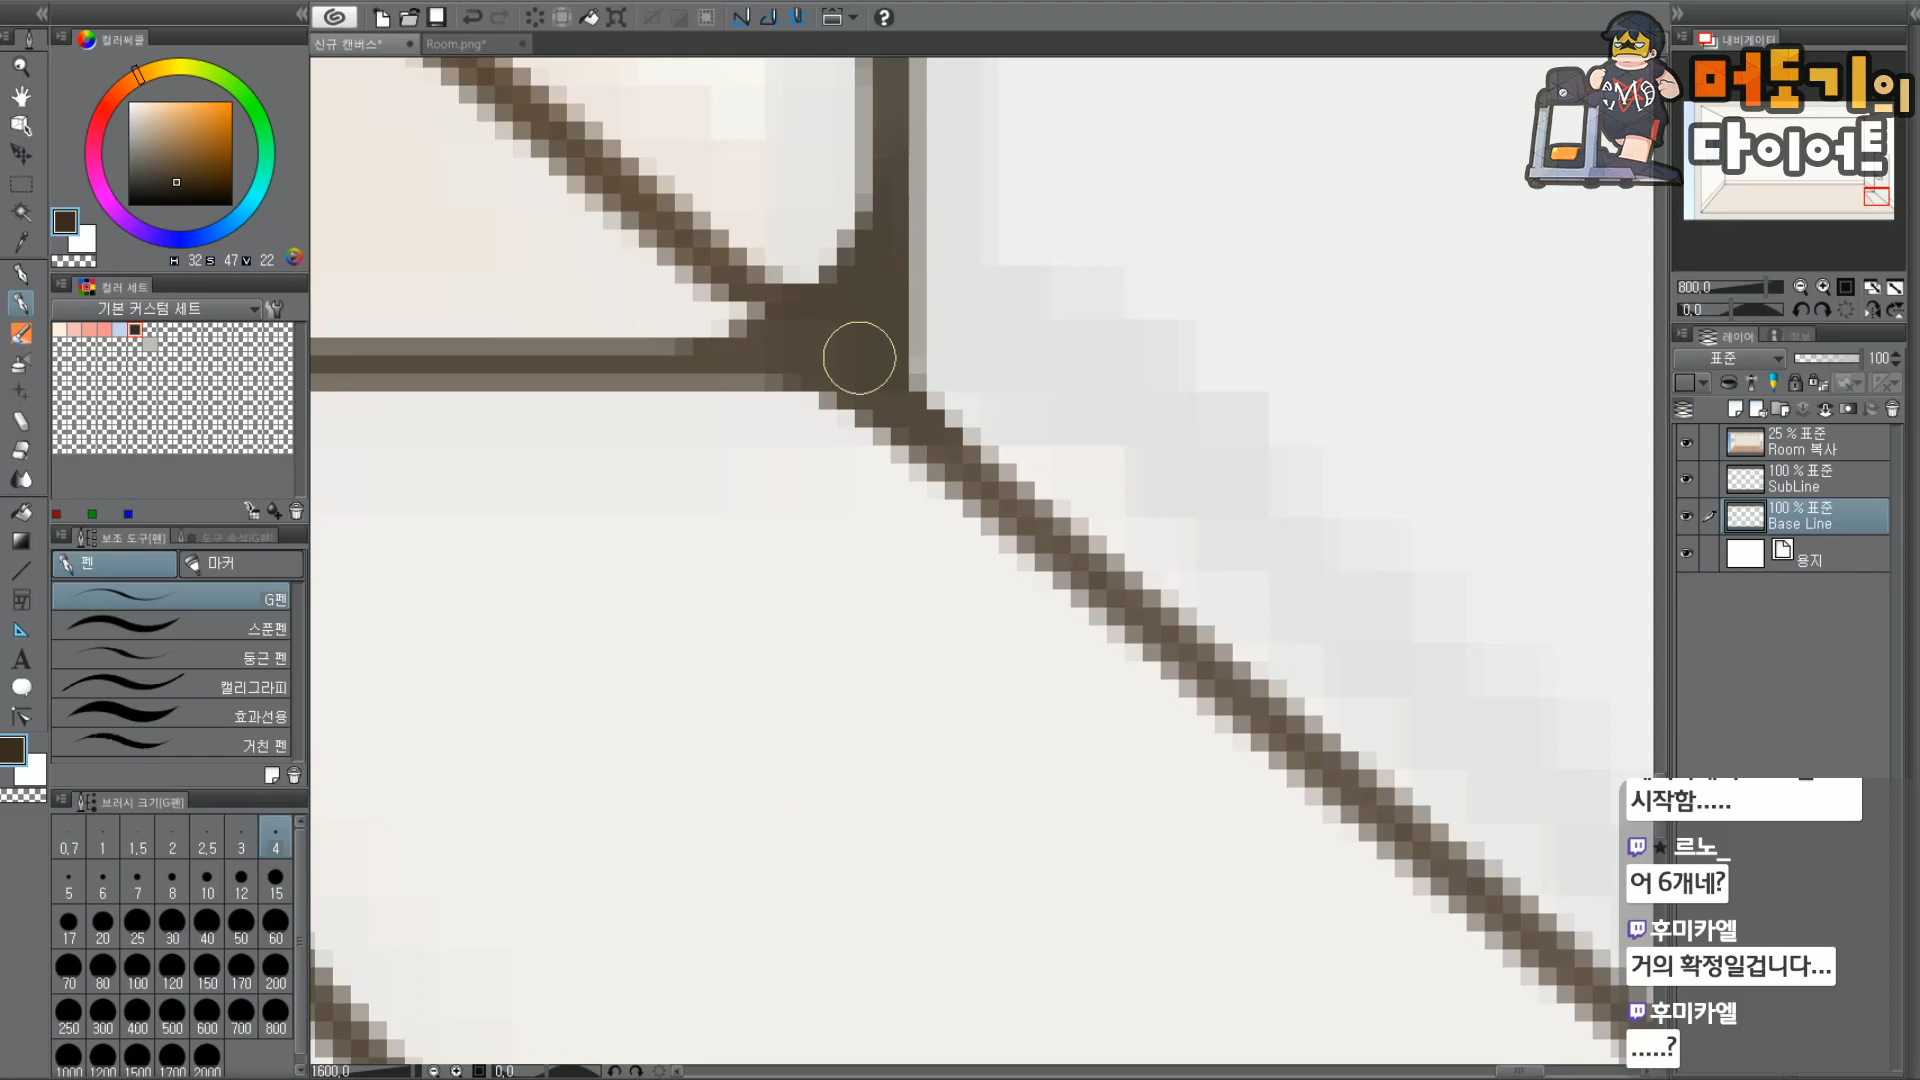 컬러써클
신규 캔버스*
Room.png*
내비게이터
머도기의
다이어트
H 32 S 47 V 22
컬러 세트
기본 커스텀 세트
800,0
0,0
레이어
정보
표준
100
25 % 표준
Room 복사
100 % 표준
SubLine
100 % 표준
Base Line
용지
보조 도구[펜]
도구 속성[G펜]
펜
마커
G펜
스푼펜
둥근 펜
캘리그라피
효과선용
거친 펜
브러시 크기[G펜]
0,7 1 1,5 2 2,5 3 4
5 6 7 8 10 12 15
17 20 25 30 40 50 60
70 80 100 120 150 170 200
250 300 400 500 600 700 800
1000 1200 1500 1700 2000
1600,0
0,0
시작함.....
르노_
어 6개네?
후미카엘
거의 확정일겁니다...
후미카엘
.....?